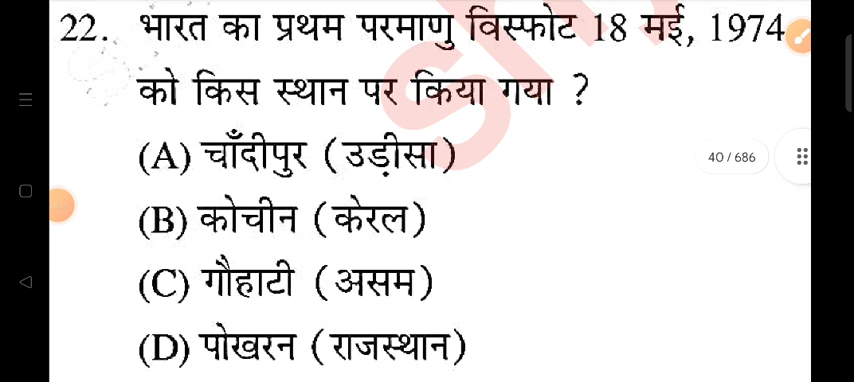 22. भारत का प्रथम परमाणु विस्फोट 18 मई, 1974
को किस स्थान पर किया गया ?
(A) चाँदीपुर (उड़ीसा)
40 / 686
(B) कोचीन (केरल)
(C) गौहाटी (असम)
(D) पोखरन (राजस्थान)